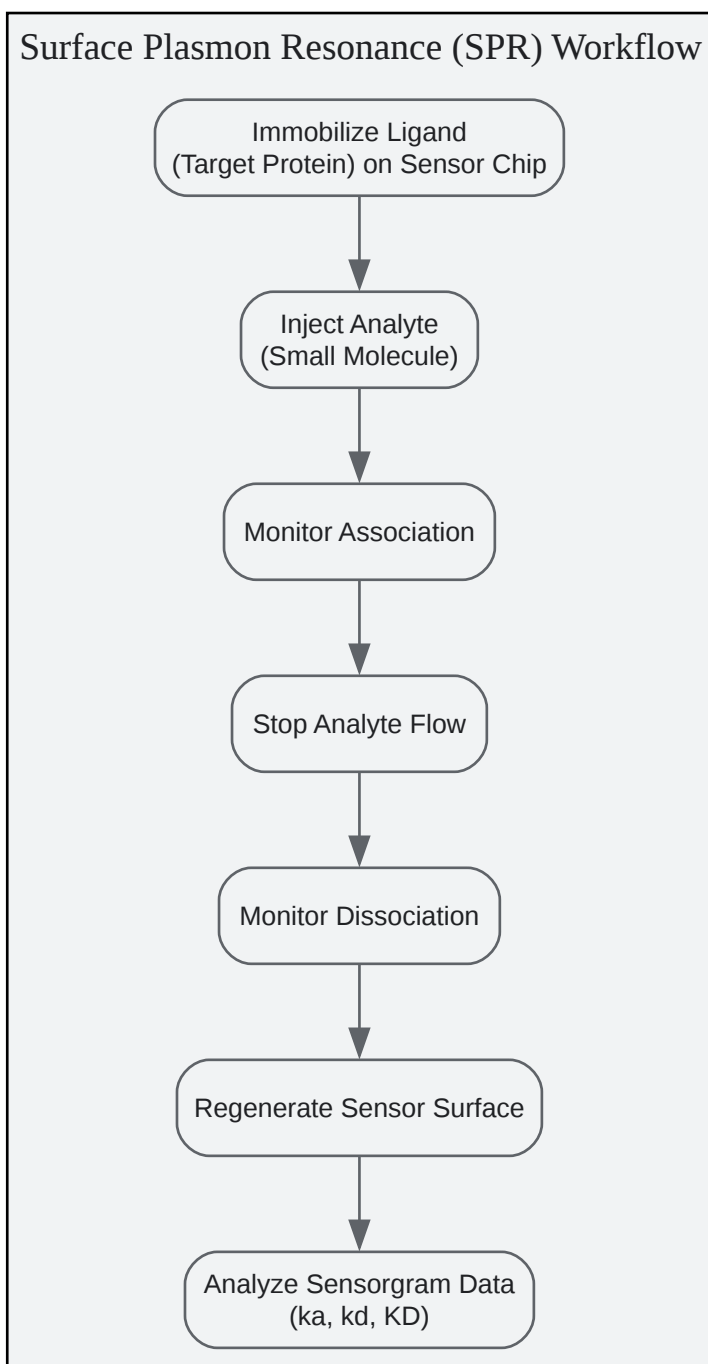 Surface Plasmon Resonance (SPR) Workflow
Immobilize Ligand
(Target Protein) on Sensor Chip
Inject Analyte
(Small Molecule)
Monitor Association
Stop Analyte Flow
Monitor Dissociation
Regenerate Sensor Surface
Analyze Sensorgram Data
(ka, kd, KD)